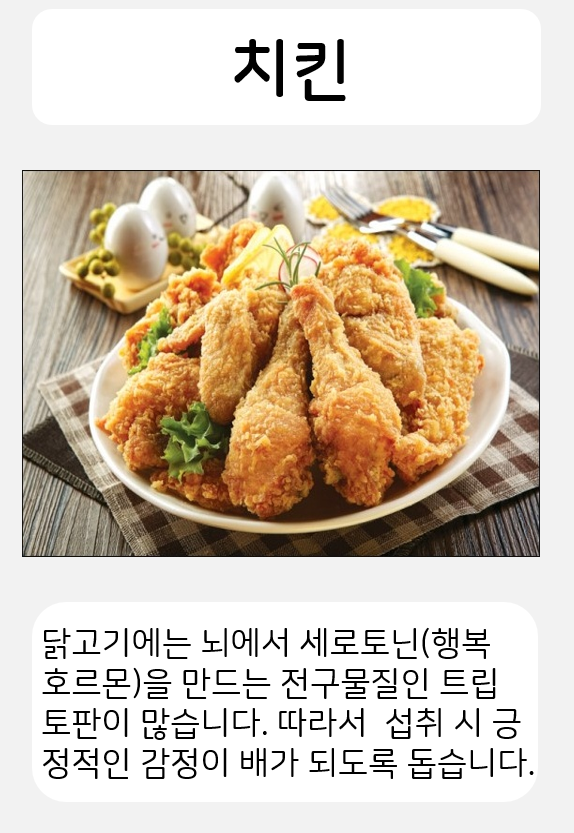 치킨
닭고기에는 뇌에서 세로토닌(행복
호르몬)을 만드는 전구물질인 트립
토판이 많습니다. 따라서  섭취 시 긍
정적인 감정이 배가 되도록 돕습니다.